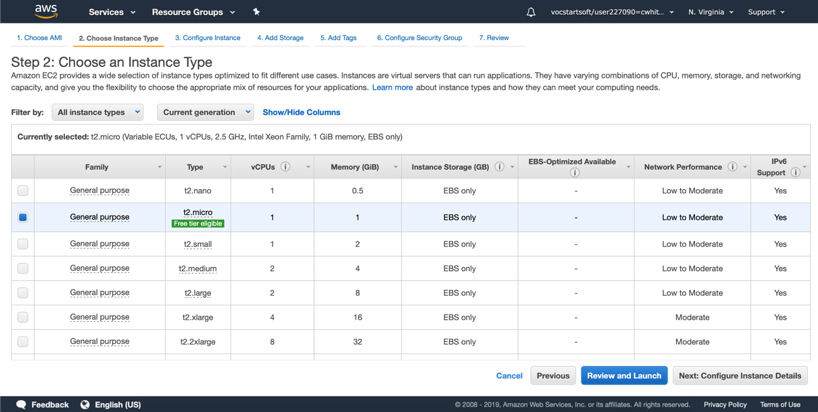 aws Services Resource Groups vocstartsoft/user227090=cwhit... N. Virginia Support
1. Choose AMI 2. Choose Instance Type 3. Configure Instance 4. Add Storage 5. Add Tags 6. Configure Security Group 7. Review
Step 2: Choose an Instance Type
Amazon EC2 provides a wide selection of instance types optimized to fit different use cases. Instances are virtual servers that can run applications. They have varying combinations of CPU, memory, storage, and networking
capacity, and give you the flexibility to choose the appropriate mix of resources for your applications. Learn more about instance types and how they can meet your computing needs.
Filter by: All instance types Current generation Show/Hide Columns
Currently selected: t2.micro (Variable ECUs, 1 vCPUs, 2.5 GHz, Intel Xeon Family, 1 GiB memory, EBS only)
Family Type vCPUs Memory (GiB) Instance Storage (GB) EBS-Optimized Available Network Performance IPv6 Support
General purpose t2.nano 1 0.5 EBS only - Low to Moderate Yes
General purpose t2.micro 1 1 EBS only - Low to Moderate Yes
Free tier eligible
General purpose t2.small 1 2 EBS only - Low to Moderate Yes
General purpose t2.medium 2 4 EBS only - Low to Moderate Yes
General purpose t2.large 2 8 EBS only - Low to Moderate Yes
General purpose t2.xlarge 4 16 EBS only - Moderate Yes
General purpose t2.2xlarge 8 32 EBS only - Moderate Yes
Cancel Previous Review and Launch Next: Configure Instance Details
Feedback English (US) © 2008 - 2019, Amazon Web Services, Inc. or its affiliates. All rights reserved. Privacy Policy Terms of Use